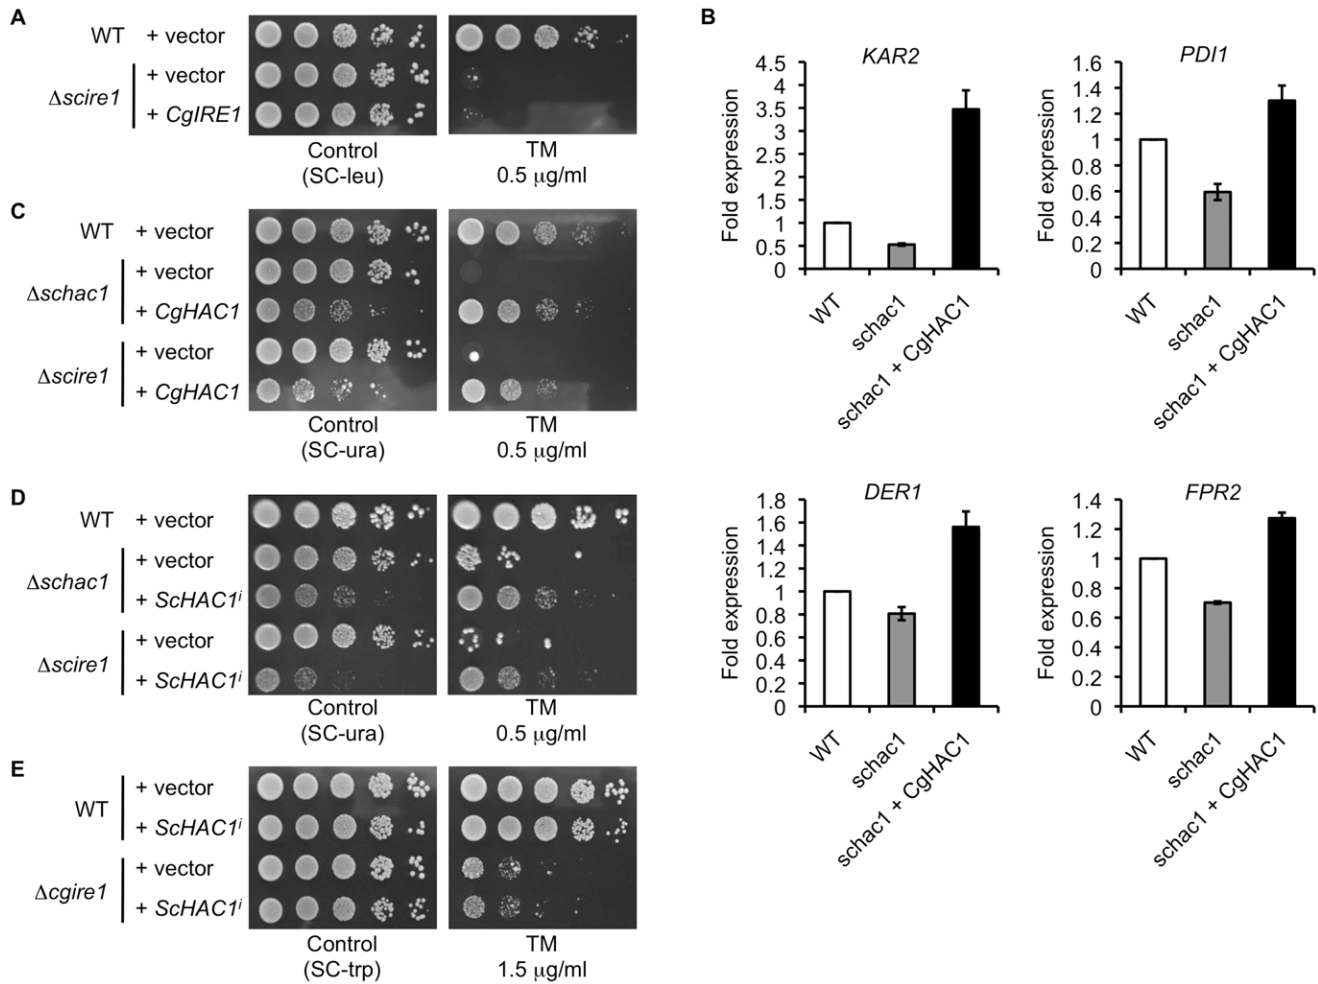 A
WT + vector
Δscire1
+ vector
+ CgIRE1
Control
(SC-leu)
TM
0.5 μg/ml
B
KAR2
Fold expression
4.5
4
3.5
3
2.5
2
1.5
1
0.5
0
WT
schac1
schac1 + CgHAC1
PDI1
Fold expression
1.6
1.4
1.2
1
0.8
0.6
0.4
0.2
0
WT
schac1
schac1 + CgHAC1
C
WT + vector
Δschac1
+ vector
+ CgHAC1
Δscire1
+ vector
+ CgHAC1
Control
(SC-ura)
TM
0.5 μg/ml
D
WT + vector
Δschac1
+ vector
+ ScHAC1ⁱ
Δscire1
+ vector
+ ScHAC1ⁱ
Control
(SC-ura)
TM
0.5 μg/ml
DER1
Fold expression
1.8
1.6
1.4
1.2
1
0.8
0.6
0.4
0.2
0
WT
schac1
schac1 + CgHAC1
FPR2
Fold expression
1.4
1.2
1
0.8
0.6
0.4
0.2
0
WT
schac1
schac1 + CgHAC1
E
WT
+ vector
+ ScHAC1ⁱ
Δcgire1
+ vector
+ ScHAC1ⁱ
Control
(SC-trp)
TM
1.5 μg/ml